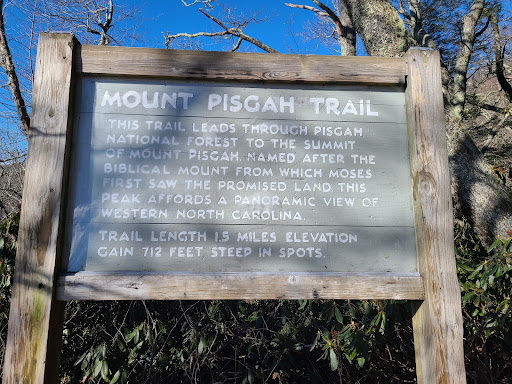 MOUNT PISGAH TRAIL
THIS TRAIL LEADS THROUGH PISGAH
NATIONAL FOREST TO THE SUMMIT
OF MOUNT PISGAH. NAMED AFTER THE
BIBLICAL MOUNT FROM WHICH MOSES
FIRST SAW THE PROMISED LAND THIS
PEAK AFFORDS A PANORAMIC VIEW OF
WESTERN NORTH CAROLINA.
TRAIL LENGTH 1.5 MILES ELEVATION
GAIN 712 FEET STEEP IN SPOTS.